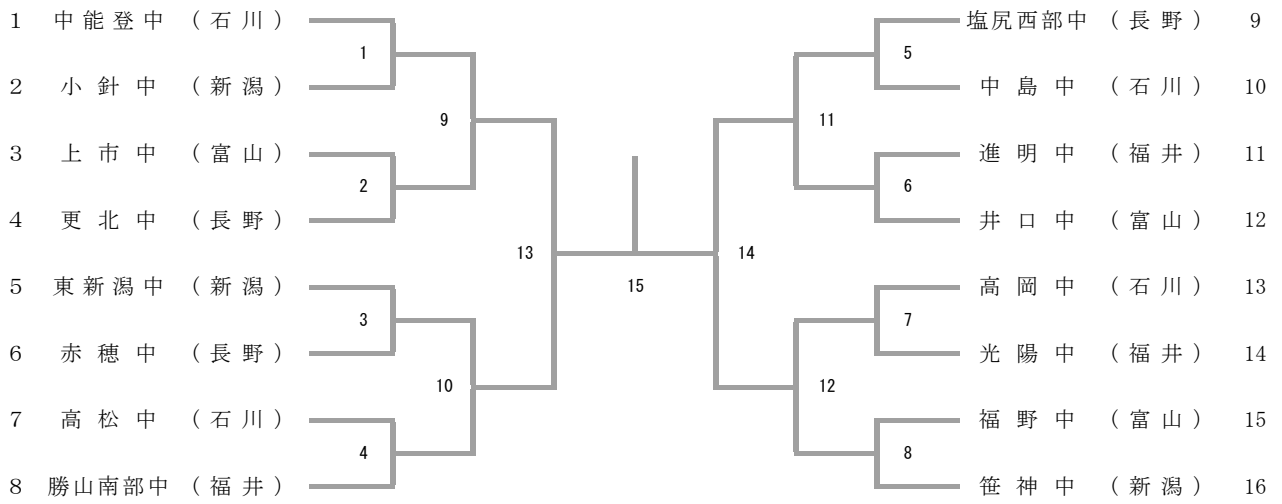 1 中能登中 (石川) 塩尻西部中 (長野) 9
1 5
2 小針中 (新潟) 中島中 (石川) 10
9 11
3 上市中 (富山) 進明中 (福井) 11
2 6
4 更北中 (長野) 井口中 (富山) 12
13 14
15
5 東新潟中 (新潟) 高岡中 (石川) 13
3 7
6 赤穂中 (長野) 光陽中 (福井) 14
10 12
7 高松中 (石川) 福野中 (富山) 15
4 8
8 勝山南部中 (福井) 笹神中 (新潟) 16